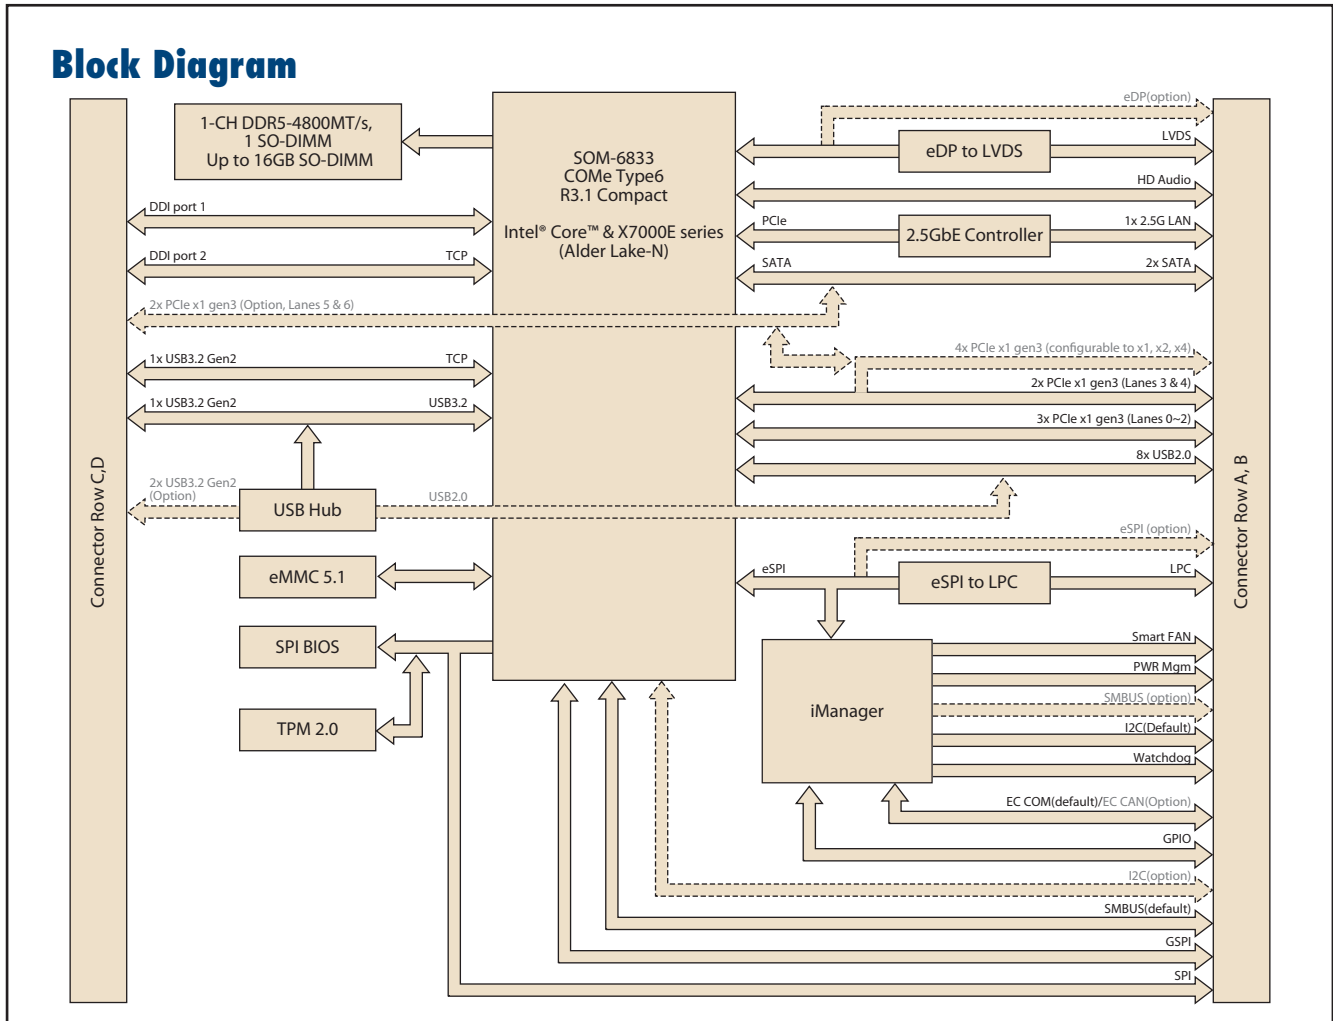 Block Diagram
Connector Row C,D
1-CH DDR5-4800MT/s,
1 SO-DIMM
Up to 16GB SO-DIMM
DDI port 1
DDI port 2
TCP
2x PCIe x1 gen3 (Option, Lanes 5 & 6)
1x USB3.2 Gen2
TCP
1x USB3.2 Gen2
USB3.2
2x USB3.2 Gen2
(Option)
USB Hub
USB2.0
eMMC 5.1
SPI BIOS
TPM 2.0
SOM-6833
COMe Type6
R3.1 Compact
Intel® Core™ & X7000E series
(Alder Lake-N)
eDP(option)
LVDS
eDP to LVDS
HD Audio
PCIe
2.5GbE Controller
1x 2.5G LAN
SATA
2x SATA
4x PCIe x1 gen3 (configurable to x1, x2, x4)
2x PCIe x1 gen3 (Lanes 3 & 4)
3x PCIe x1 gen3 (Lanes 0~2)
8x USB2.0
eSPI (option)
eSPI
eSPI to LPC
LPC
iManager
Smart FAN
PWR Mgm
SMBUS (option)
I2C(Default)
Watchdog
EC COM(default)/EC CAN(Option)
GPIO
I2C(option)
SMBUS(default)
GSPI
SPI
Connector Row A, B